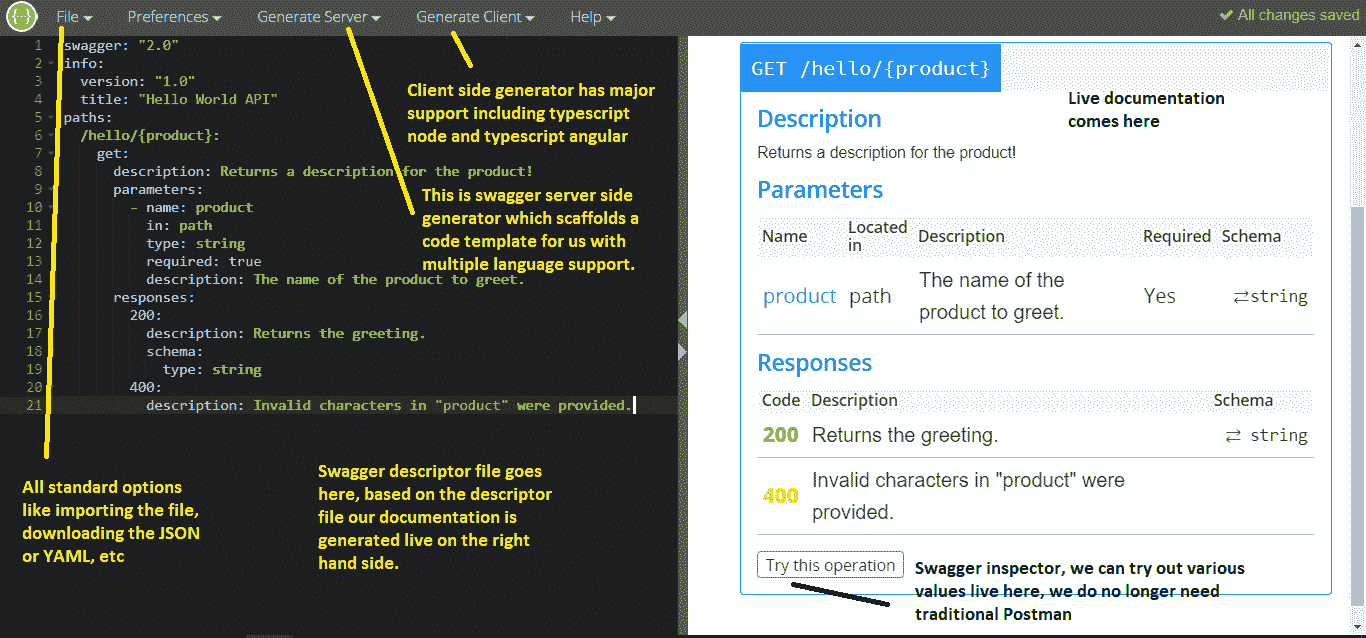 {···}
File Preferences Generate Server Generate Client Help All changes saved
1 swagger: "2.0"
2 info:
3 version: "1.0"
4 title: "Hello World API"
5 paths:
6 /hello/{product}:
7 get:
8 description: Returns a description for the product!
9 parameters:
10 - name: product
11 in: path
12 type: string
13 required: true
14 description: The name of the product to greet.
15 responses:
16 200:
17 description: Returns the greeting.
18 schema:
19 type: string
20 400:
21 description: Invalid characters in "product" were provided.
Client side generator has major
support including typescript
node and typescript angular
This is swagger server side
generator which scaffolds a
code template for us with
multiple language support.
All standard options
like importing the file,
downloading the JSON
or YAML, etc
Swagger descriptor file goes
here, based on the descriptor
file our documentation is
generated live on the right
hand side.
GET /hello/{product}
Live documentation
comes here
Description
Returns a description for the product!
Parameters
Name Located in Description Required Schema
product path The name of the
product to greet. Yes ⇄string
Responses
Code Description Schema
200 Returns the greeting. ⇄ string
400 Invalid characters in "product" were
provided.
Try this operation
Swagger inspector, we can try out various
values live here, we do no longer need
traditional Postman